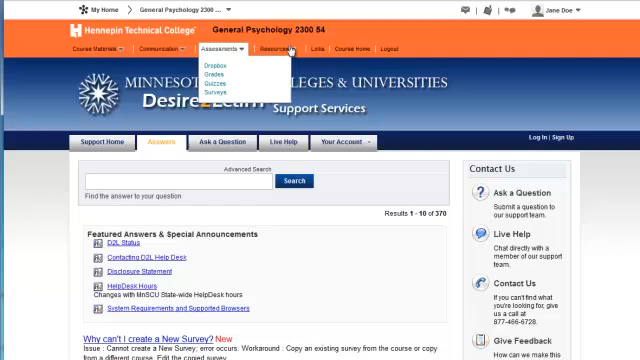 My Home
General Psychology 2300 ...
Jane Doe
Hennepin Technical College
General Psychology 2300 54
Course Materials
Communication
Assessments
Resources
Links
Course Home
Logout
Dropbox
Grades
Quizzes
Surveys
MINNESOTA
COLLEGES & UNIVERSITIES
Desire2Learn Support Services
Support Home
Answers
Ask a Question
Live Help
Your Account
Log In | Sign Up
Advanced Search
Search
Find the answer to your question
Results 1 - 10 of 370
Featured Answers & Special Announcements
D2L Status
Contacting D2L Help Desk
Disclosure Statement
HelpDesk Hours
Changes with MnSCU State-wide HelpDesk hours
System Requirements and Supported Browsers
Why can't I create a New Survey? New
Issue : Cannot create a New Survey; error occurs. Workaround : Copy an existing survey from the course or copy
from a different course. Edit the copied survey
Contact Us
Ask a Question
Submit a question to
our support team.
Live Help
Chat directly with a
member of our support
team.
Contact Us
If you can't find what
you're looking for, give
us a call at
877-466-6728.
Give Feedback
How can we make this